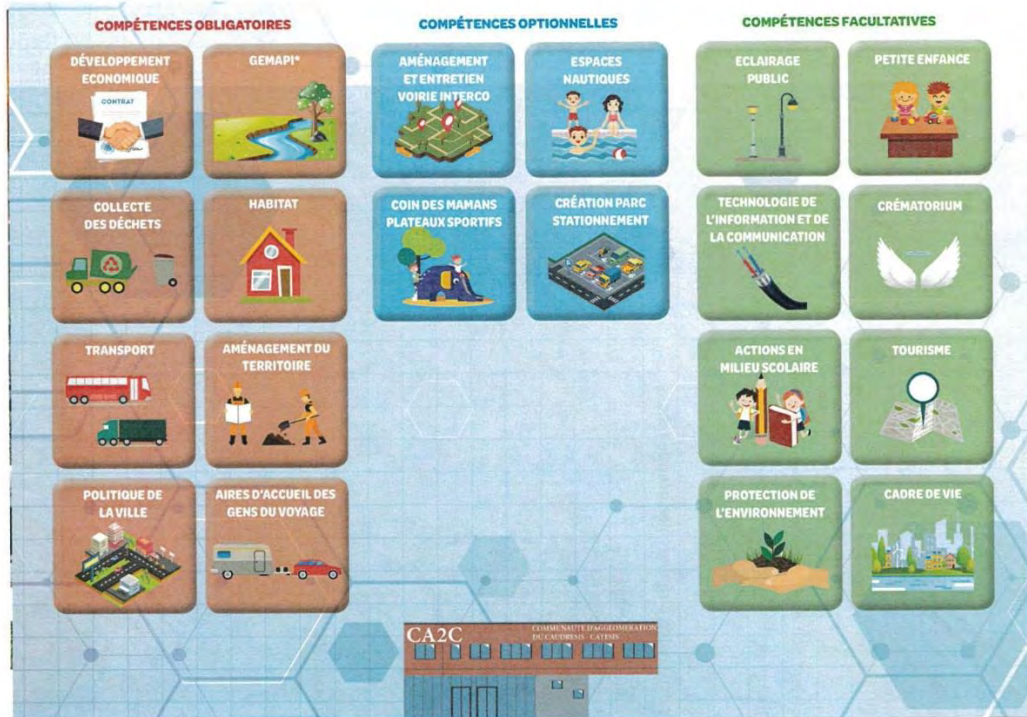 COMPÉTENCES OBLIGATOIRES
DÉVELOPPEMENT
ECONOMIQUE
CONTRAT
GEMAPI*
COLLECTE
DES DÉCHETS
HABITAT
TRANSPORT
AMÉNAGEMENT DU
TERRITOIRE
POLITIQUE DE
LA VILLE
AIRES D'ACCUEIL DES
GENS DU VOYAGE
COMPÉTENCES OPTIONNELLES
AMÉNAGEMENT
ET ENTRETIEN
VOIRIE INTERCO
ESPACES
NAUTIQUES
COIN DES MAMANS
PLATEAUX SPORTIFS
CRÉATION PARC
STATIONNEMENT
COMPÉTENCES FACULTATIVES
ECLAIRAGE
PUBLIC
PETITE ENFANCE
TECHNOLOGIE DE
L'INFORMATION ET DE
LA COMMUNICATION
CRÉMATORIUM
ACTIONS EN
MILIEU SCOLAIRE
TOURISME
PROTECTION DE
L'ENVIRONNEMENT
CADRE DE VIE
CA2C
COMMUNAUTÉ D'AGGLOMÉRATION
DU CAUDRÉSIS - CATÉSIS